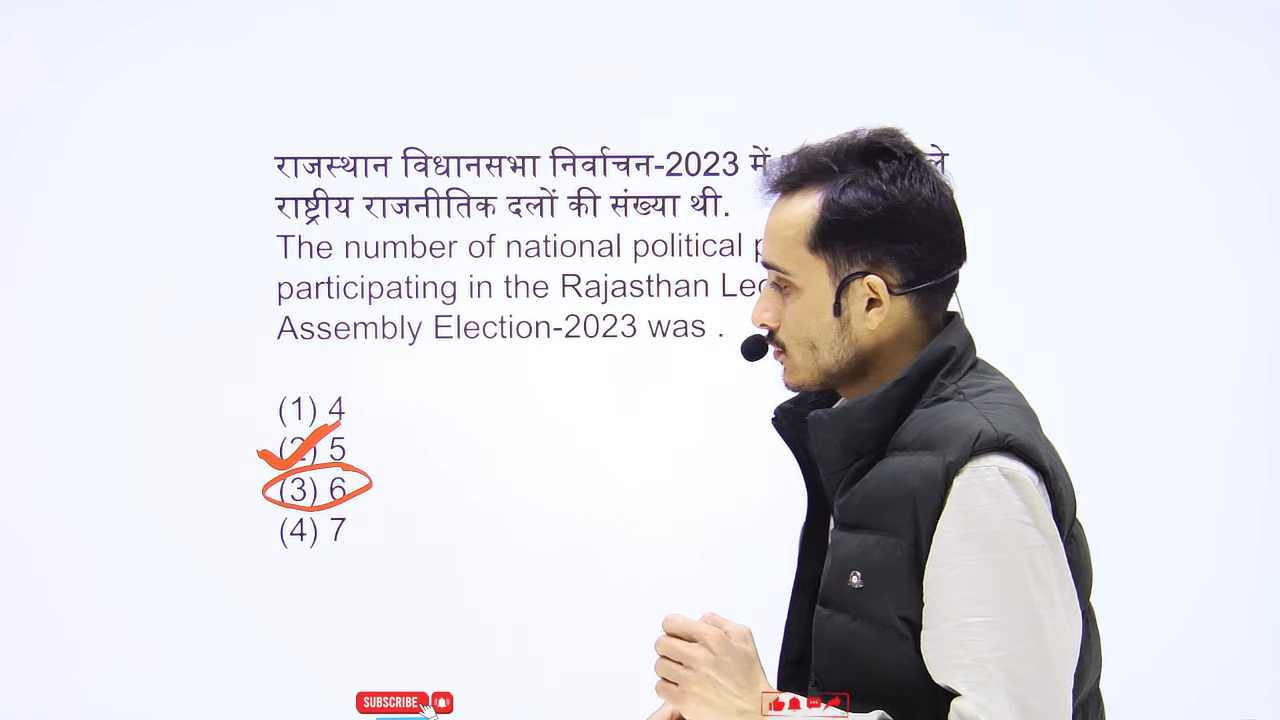 राजस्थान विधानसभा निर्वाचन-2023 में
राष्ट्रीय राजनीतिक दलों की संख्या थी.
The number of national political
participating in the Rajasthan
Assembly Election-2023 was .
(1) 4
(2) 5
(3) 6
(4) 7
SUBSCRIBE